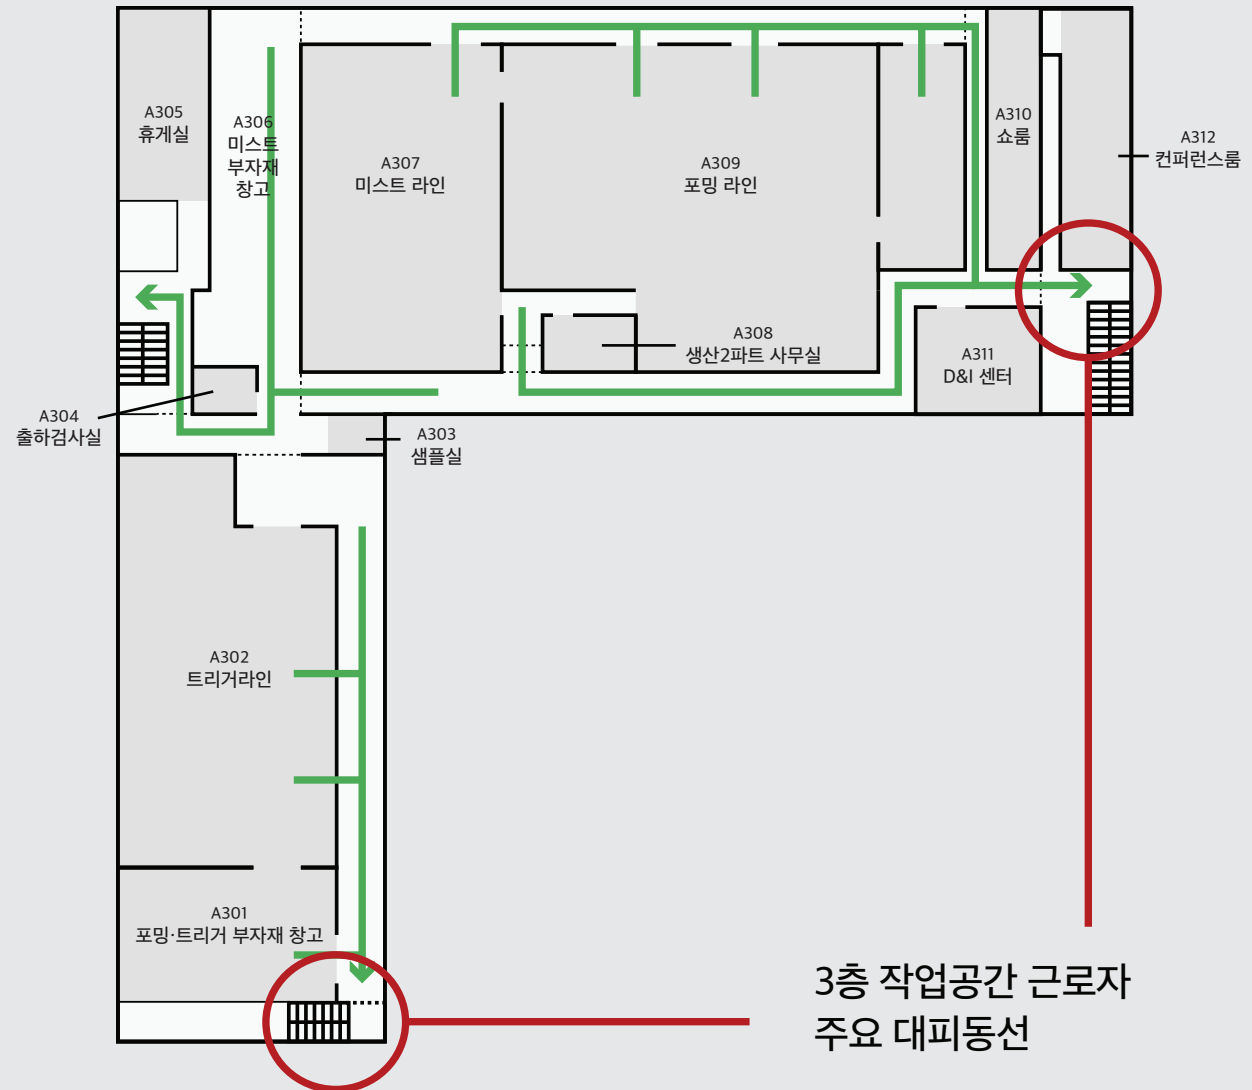 A305
휴게실
A306
미스트
부자재
창고
A307
미스트 라인
A309
포밍 라인
A310
쇼룸
A312
컨퍼런스룸
A308
생산2파트 사무실
A311
D&I 센터
A304
출하검사실
A303
샘플실
A302
트리거라인
A301
포밍·트리거 부자재 창고
3층 작업공간 근로자
주요 대피동선